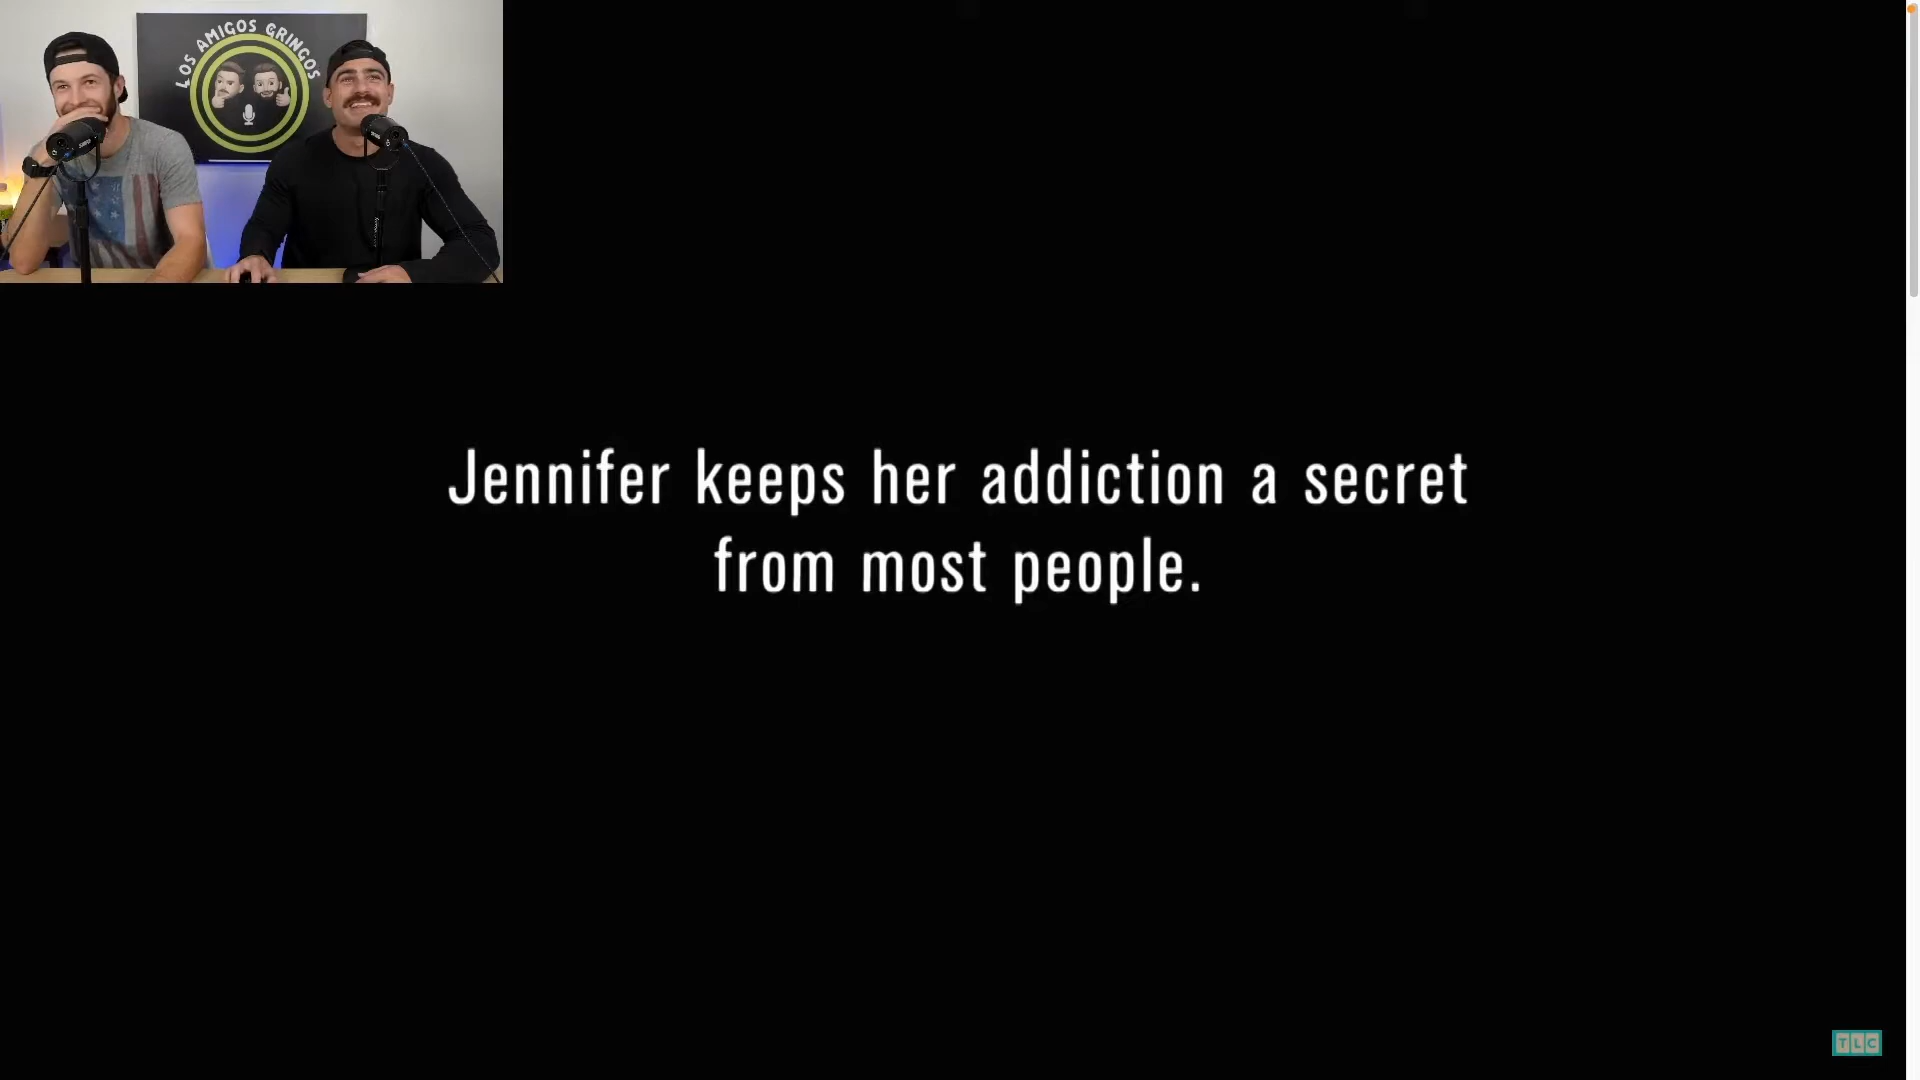 LOS AMIGOS GRINGOS
Jennifer keeps her addiction a secret
from most people.
TLC